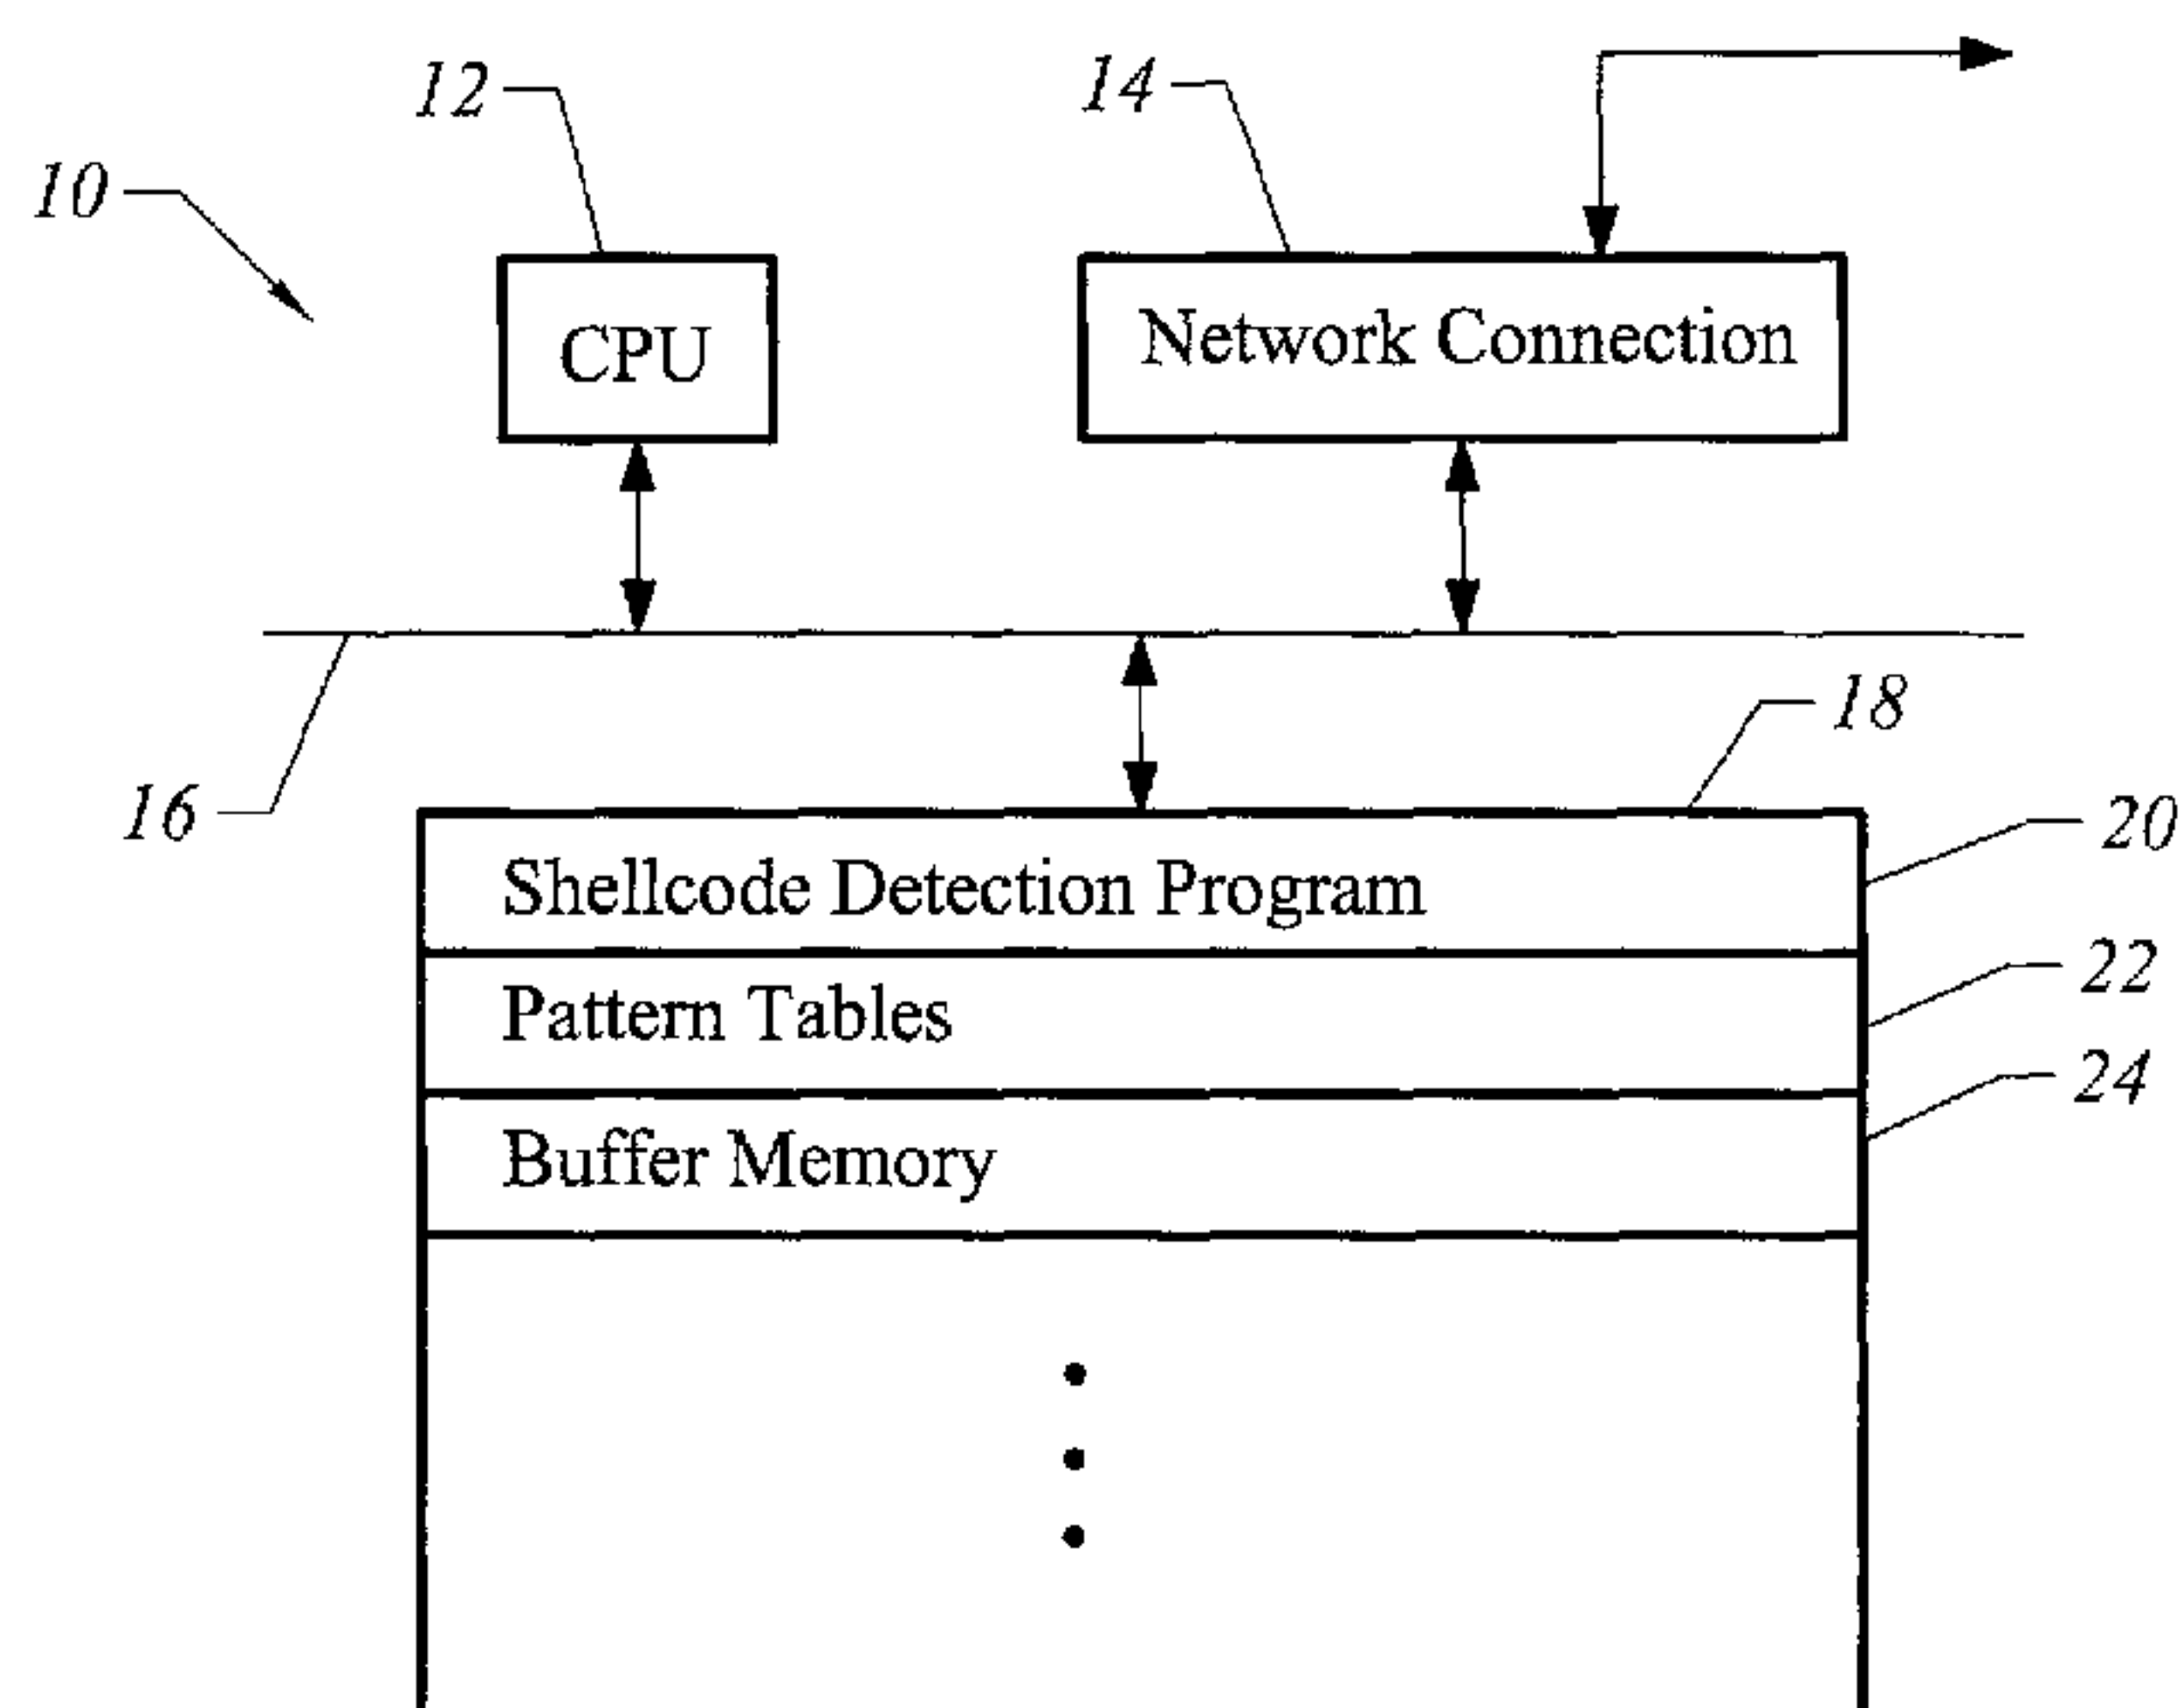 12
14
10
CPU
Network Connection
18
16
20
Shellcode Detection Program
22
Pattern Tables
24
Buffer Memory